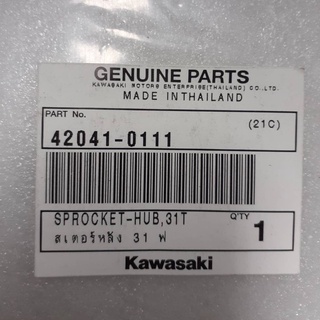 GENUINE PARTS
KAWASAKI MOTORS ENTERPRISE(THAILAND) CO.,LTD.
MADE INTHAILAND
PART No. (21C)
42041-0111
SPROCKET-HUB,31T Q'TY
สเตอร์หลัง 31 ฟ 1
Kawasaki